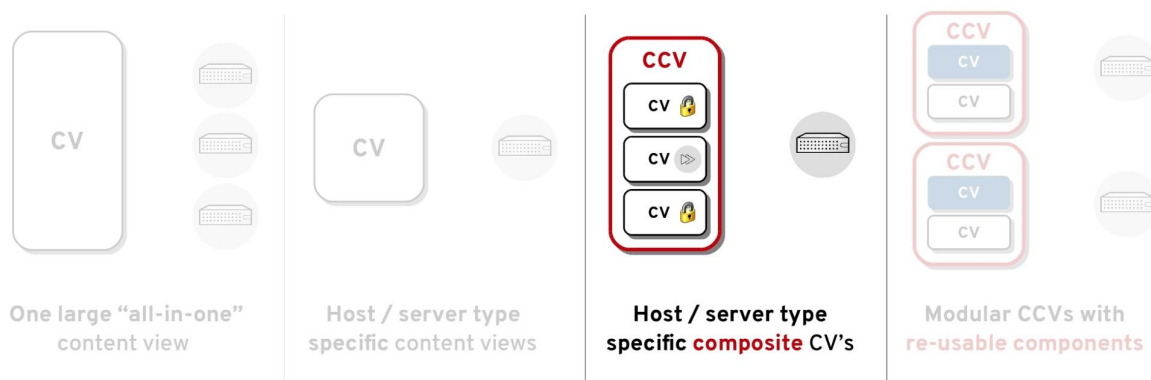 CV
One large “all-in-one”
content view
CV
Host / server type
specific content views
CCV
CV
CV
CV
Host / server type
specific composite CV's
CCV
CV
CV
CCV
CV
CV
Modular CCVs with
re-usable components